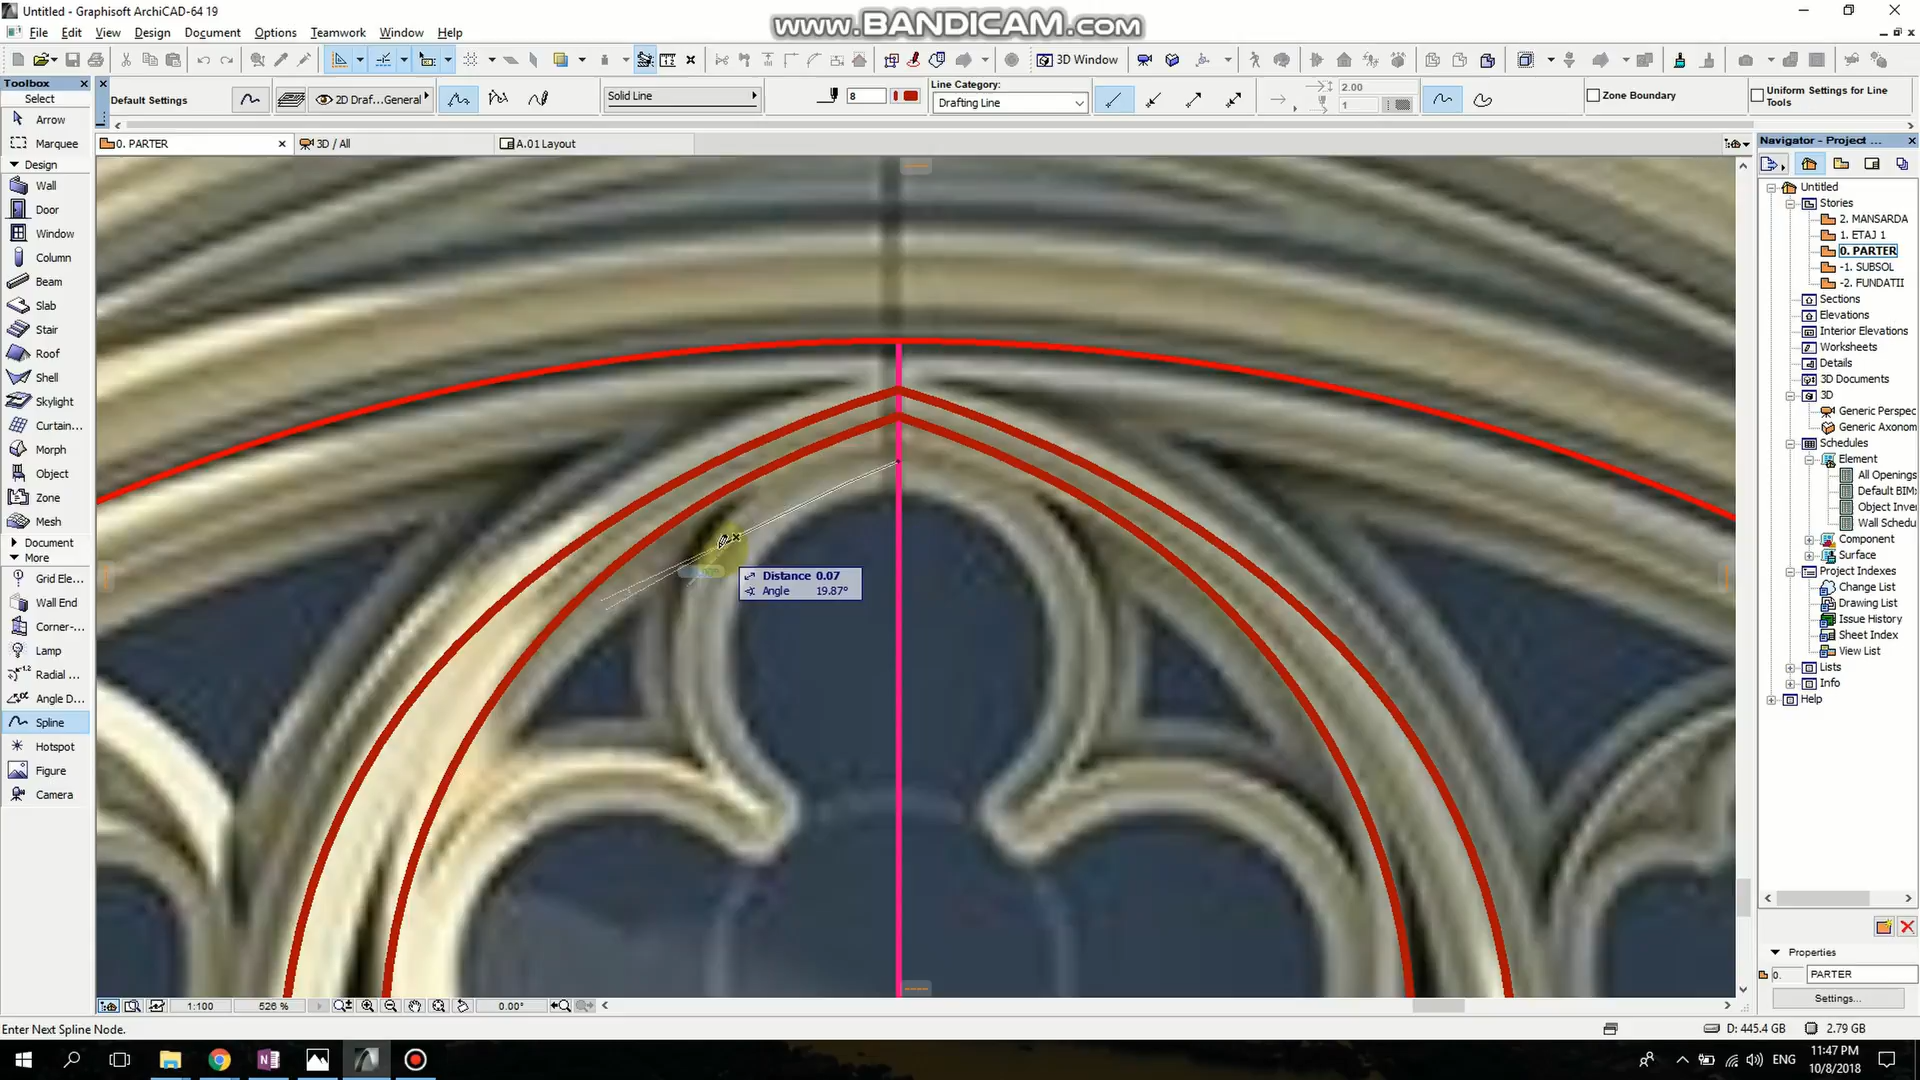 Untitled - Graphisoft ArchiCAD-64 19
www.BANDICAM.com
File Edit View Design Document Options Teamwork Window Help
3D Window
Toolbox
Select
Arrow
Marquee
Design
Wall
Door
Window
Column
Beam
Slab
Stair
Roof
Shell
Skylight
Curtain...
Morph
Object
Zone
Mesh
Document
More
Grid Ele...
Wall End
Corner-...
Lamp
Radial ...
Angle D...
Spline
Hotspot
Figure
Camera
Default Settings
2D Draf...General
Solid Line
8
Line Category:
Drafting Line
2.00
1
Zone Boundary
Uniform Settings for Line Tools
0. PARTER
3D / All
A.01 Layout
Distance 0.07
Angle 19.87°
Navigator - Project ...
Untitled
Stories
2. MANSARDA
1. ETAJ 1
0. PARTER
-1. SUBSOL
-2. FUNDATII
Sections
Elevations
Interior Elevations
Worksheets
Details
3D Documents
3D
Generic Perspec
Generic Axonom
Schedules
Element
All Openings
Default BIMx
Object Inver
Wall Schedu
Component
Surface
Project Indexes
Change List
Drawing List
Issue History
Sheet Index
View List
Lists
Info
Help
Properties
0. PARTER
Settings...
1:100 526 % 0.00°
Enter Next Spline Node.
D: 445.4 GB 2.79 GB
ENG
11:47 PM
10/8/2018